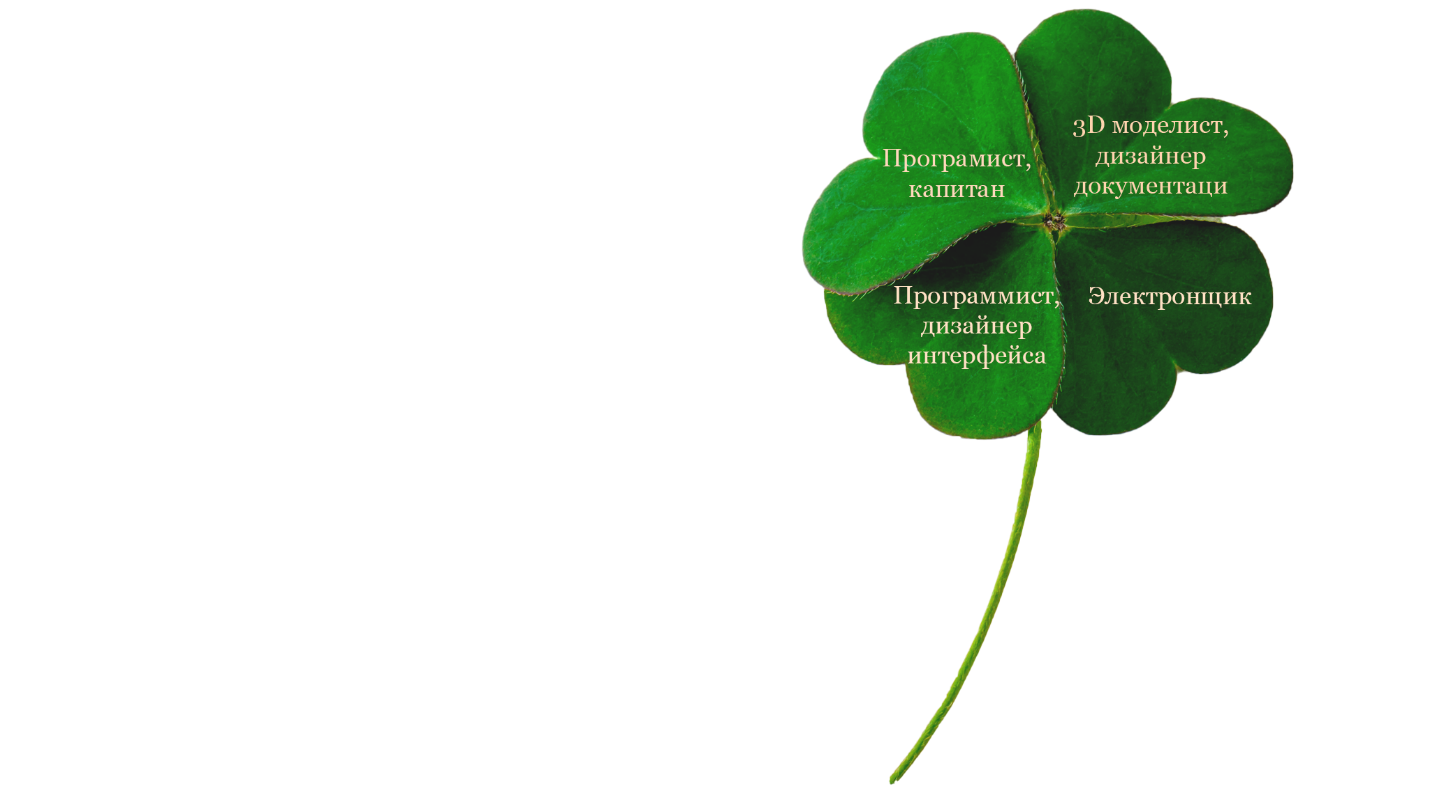 Програмист,
капитан
3D моделист,
дизайнер
документаци
Программист,
дизайнер
интерфейса
Электронщик